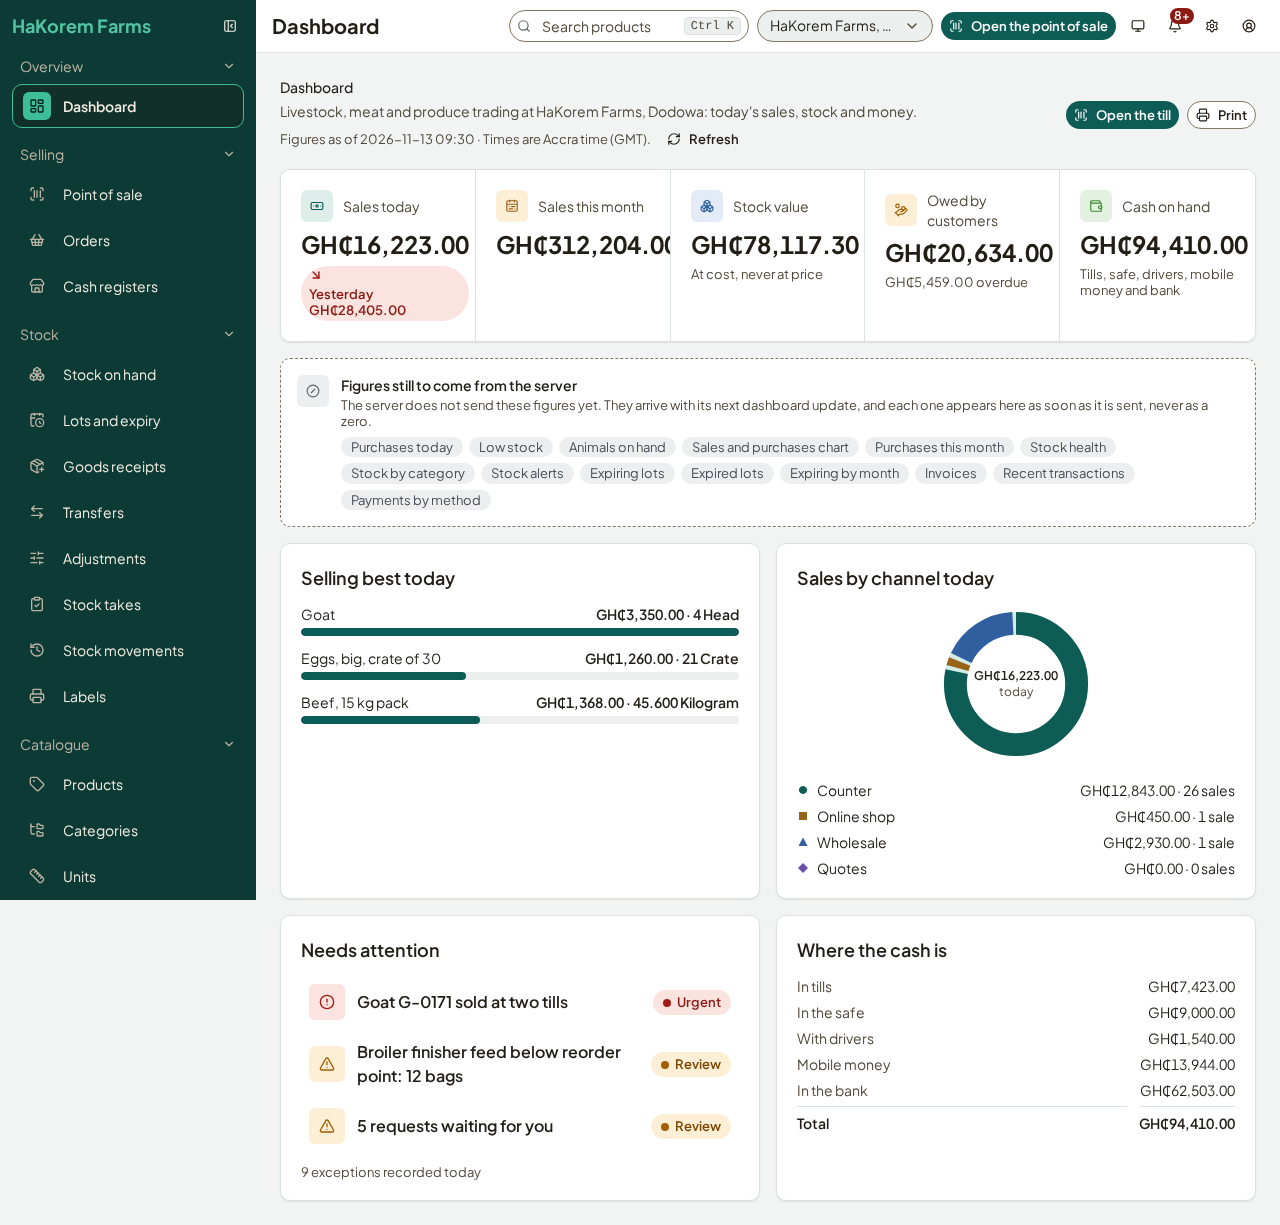 HaKorem Farms
Dashboard
Search products
Ctrl K
HaKorem Farms, ...
Open the point of sale
8+
Overview
Dashboard
Selling
Point of sale
Orders
Cash registers
Stock
Stock on hand
Lots and expiry
Goods receipts
Transfers
Adjustments
Stock takes
Stock movements
Labels
Catalogue
Products
Categories
Units
Dashboard
Livestock, meat and produce trading at HaKorem Farms, Dodowa: today's sales, stock and money.
Figures as of 2026-11-13 09:30 · Times are Accra time (GMT).
Refresh
Open the till
Print
Sales today
GH₵16,223.00
Yesterday
GH₵28,405.00
Sales this month
GH₵312,204.00
Stock value
GH₵78,117.30
At cost, never at price
Owed by
customers
GH₵20,634.00
GH₵5,459.00 overdue
Cash on hand
GH₵94,410.00
Tills, safe, drivers, mobile
money and bank
Figures still to come from the server
The server does not send these figures yet. They arrive with its next dashboard update, and each one appears here as soon as it is sent, never as a
zero.
Purchases today
Low stock
Animals on hand
Sales and purchases chart
Purchases this month
Stock health
Stock by category
Stock alerts
Expiring lots
Expired lots
Expiring by month
Invoices
Recent transactions
Payments by method
Selling best today
Goat
GH₵3,350.00 · 4 Head
Eggs, big, crate of 30
GH₵1,260.00 · 21 Crate
Beef, 15 kg pack
GH₵1,368.00 · 45.600 Kilogram
Sales by channel today
GH₵16,223.00
today
Counter
GH₵12,843.00 · 26 sales
Online shop
GH₵450.00 · 1 sale
Wholesale
GH₵2,930.00 · 1 sale
Quotes
GH₵0.00 · 0 sales
Needs attention
Goat G-0171 sold at two tills
Urgent
Broiler finisher feed below reorder
point: 12 bags
Review
5 requests waiting for you
Review
9 exceptions recorded today
Where the cash is
In tills
GH₵7,423.00
In the safe
GH₵9,000.00
With drivers
GH₵1,540.00
Mobile money
GH₵13,944.00
In the bank
GH₵62,503.00
Total
GH₵94,410.00